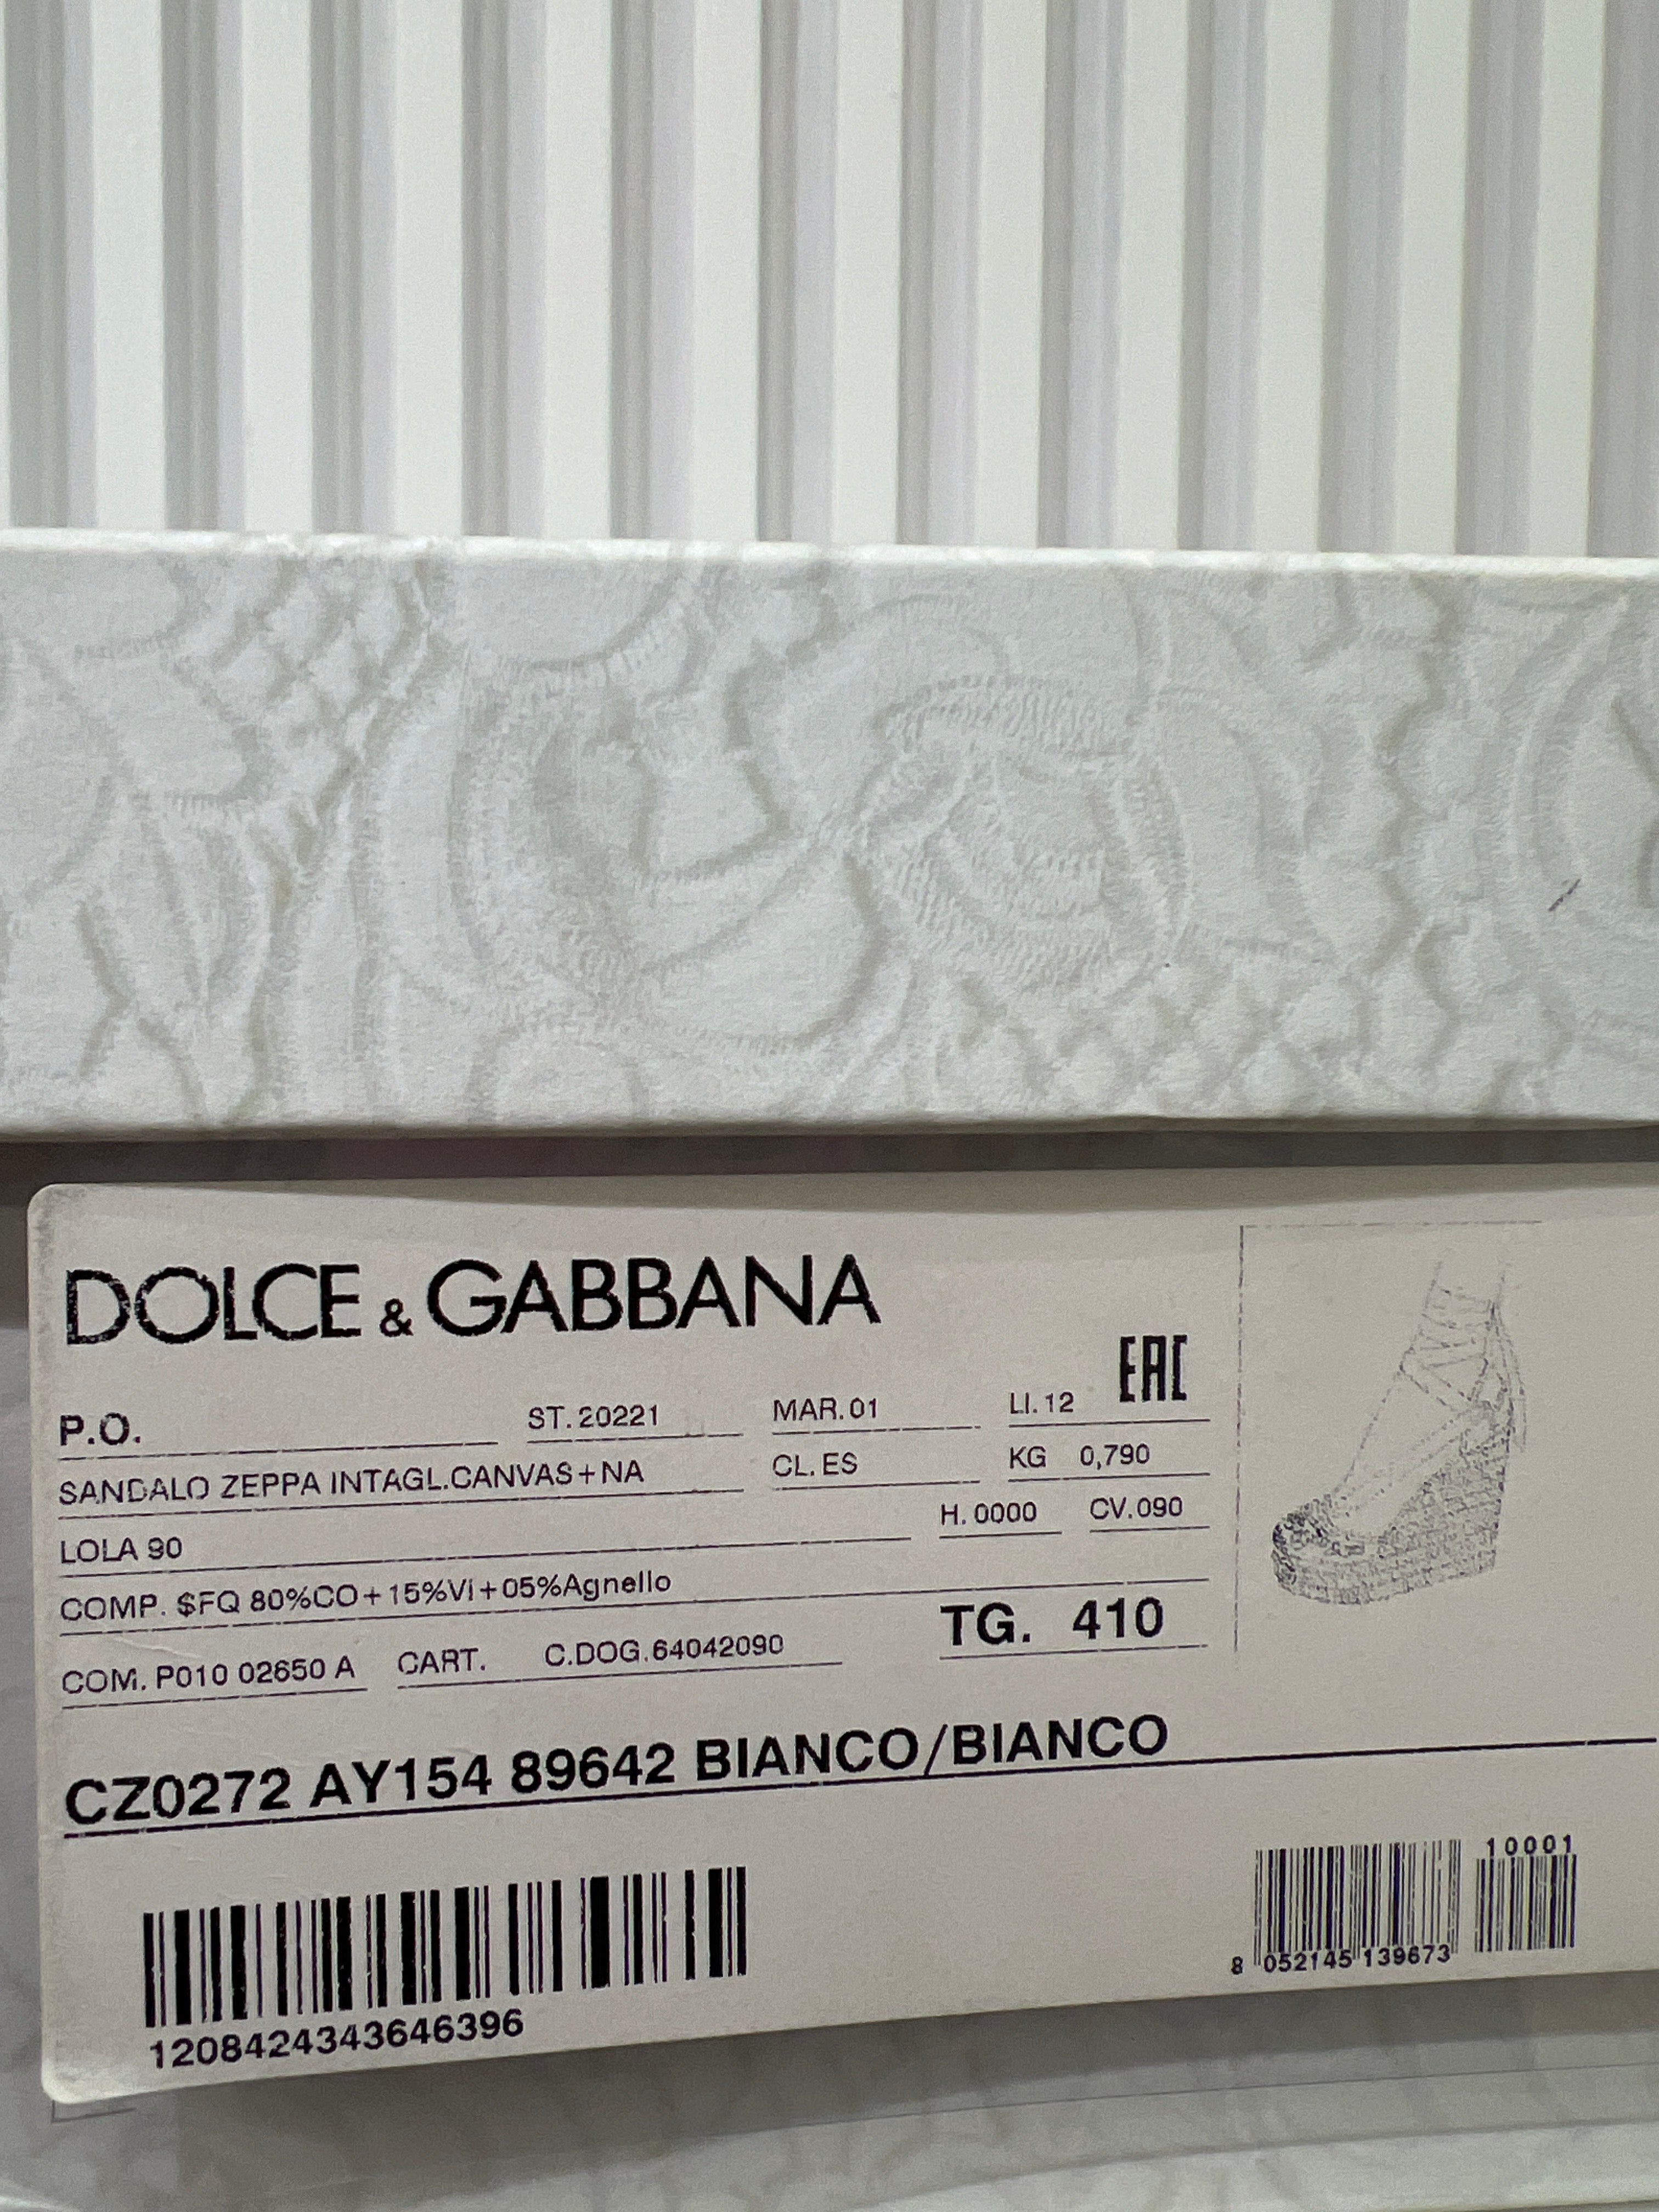 DOLCE & GABBANA
EAC
P.O. ST. 20221 MAR. 01 LI. 12
SANDALO ZEPPA INTAGL.CANVAS+NA CL. ES KG 0,790
LOLA 90 H. 0000 CV. 090
COMP. $FQ 80%CO+15%Vi+05%Agnello
COM. P010 02650 A CART. C.DOG. 64042090 TG. 410
CZ0272 AY154 89642 BIANCO/BIANCO
10001
8 052145 139673
1208424343646396